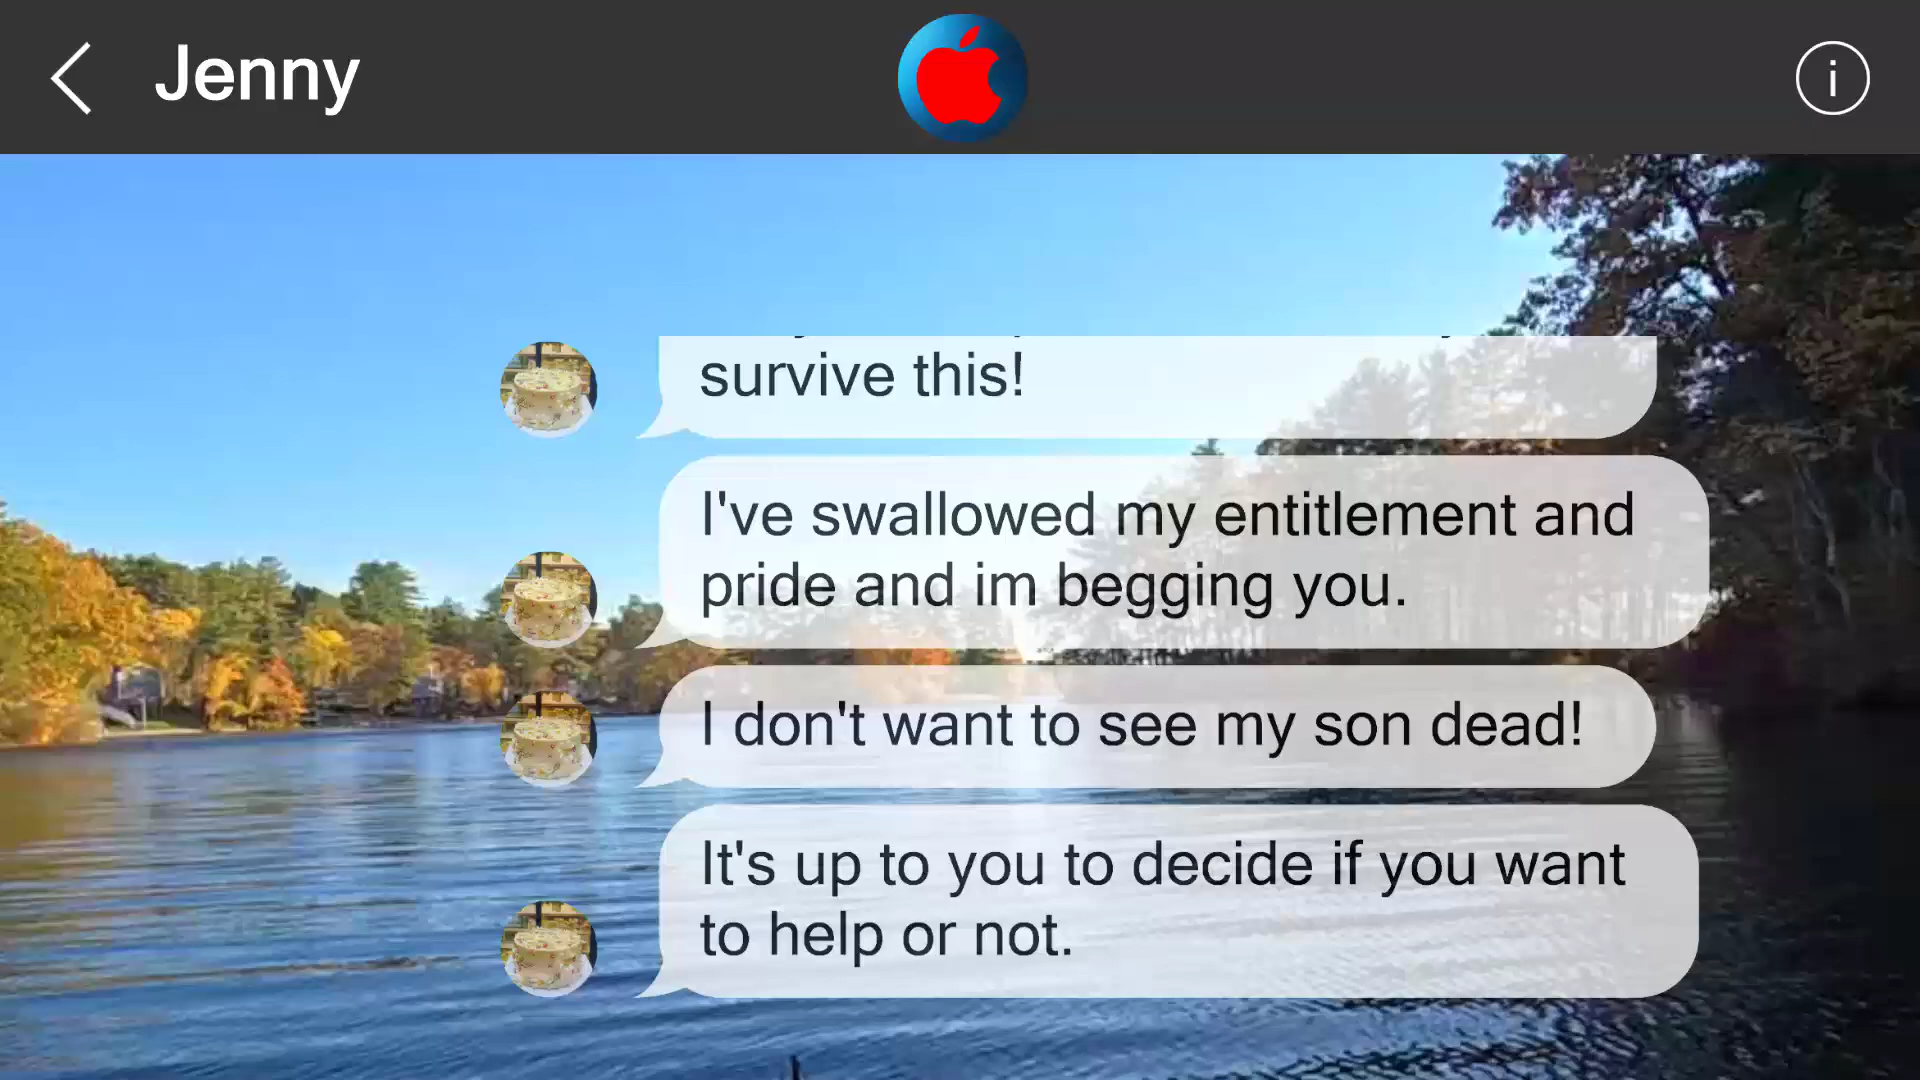 Jenny
survive this!
I've swallowed my entitlement and
pride and im begging you.
I don't want to see my son dead!
It's up to you to decide if you want
to help or not.